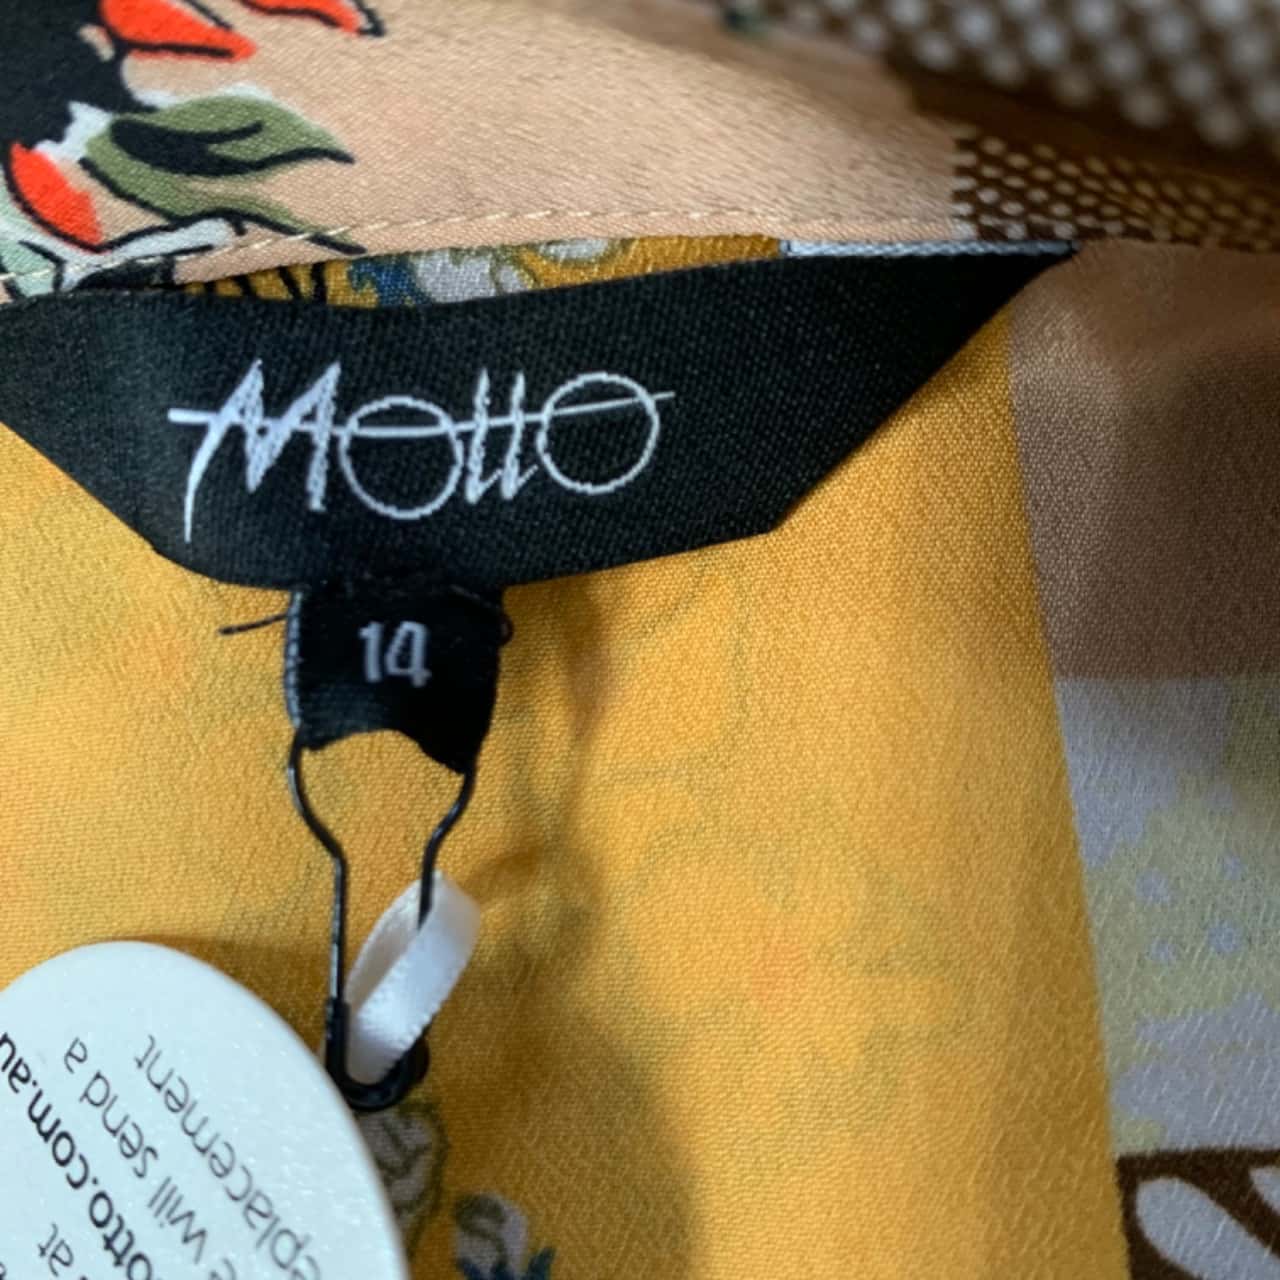 Motto
14
at
otto.com.au
will send a
eplacement